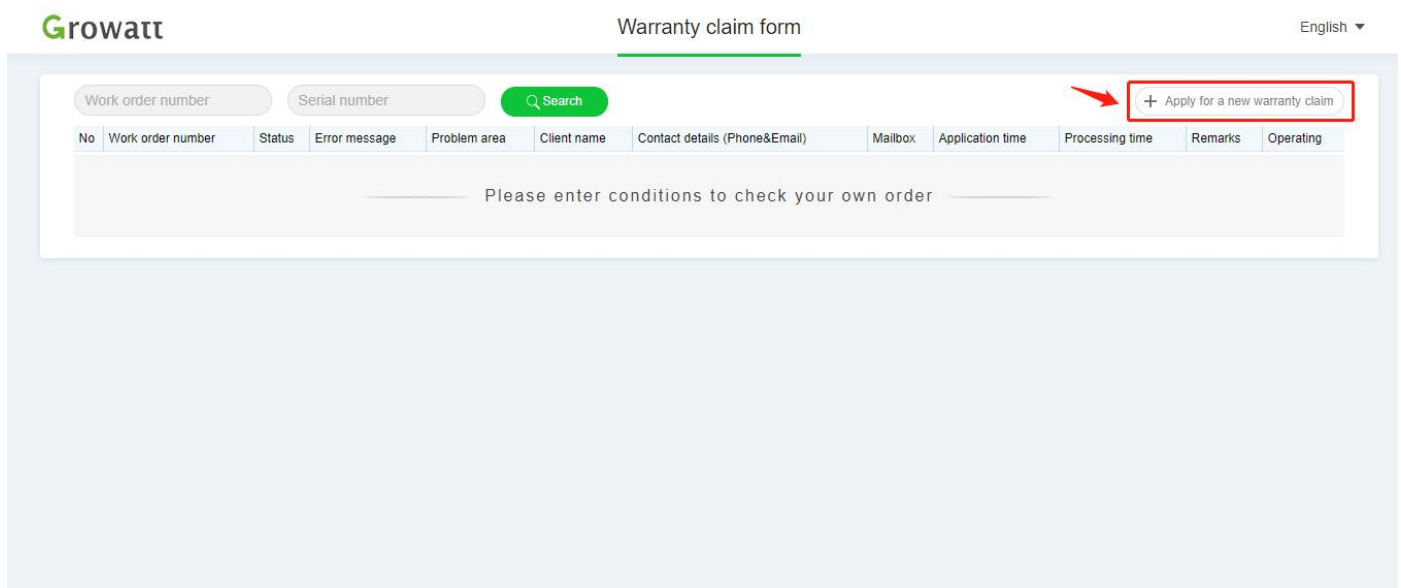 Growatt
Warranty claim form
English
Work order number
Serial number
Search
+ Apply for a new warranty claim
No Work order number Status Error message Problem area Client name Contact details (Phone&Email) Mailbox Application time Processing time Remarks Operating
Please enter conditions to check your own order